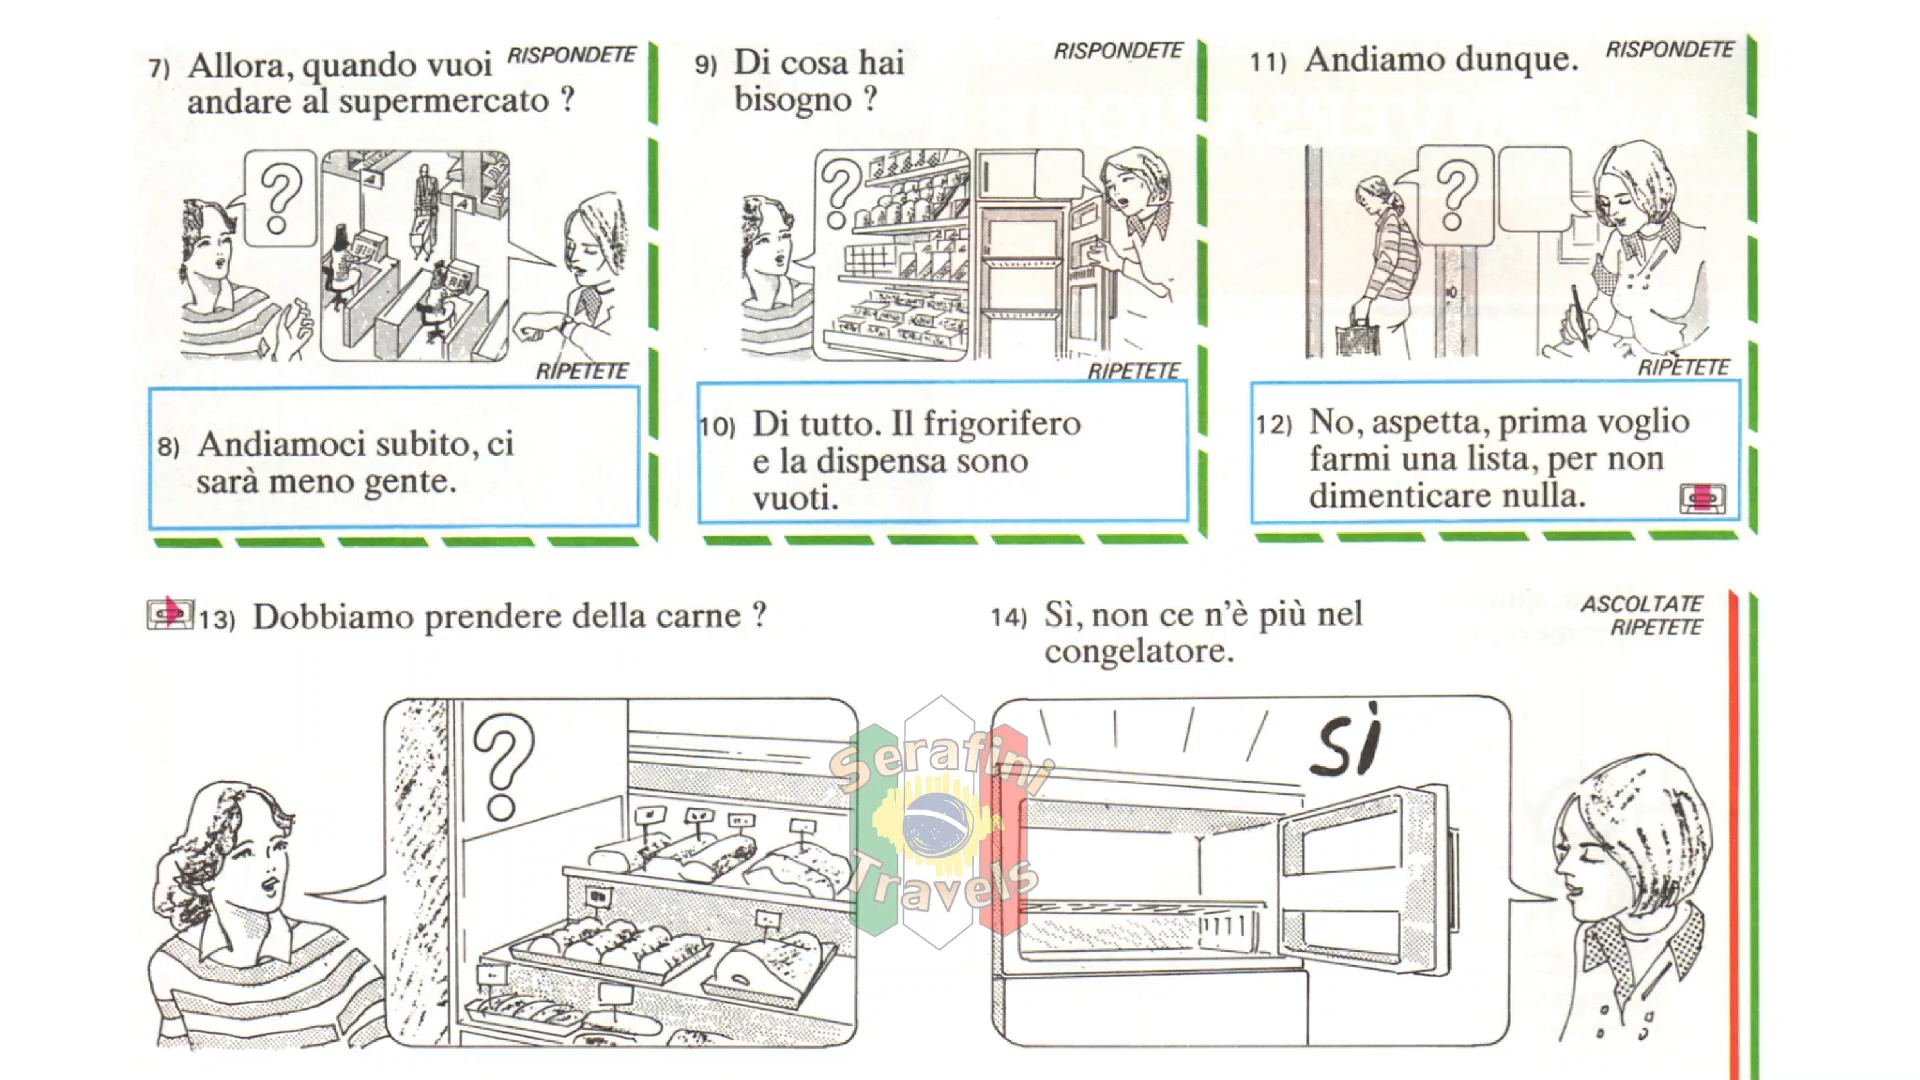 7) Allora, quando vuoi
andare al supermercato ?
RISPONDETE
RIPETETE
8) Andiamoci subito, ci
sarà meno gente.
9) Di cosa hai
bisogno ?
RISPONDETE
RIPETETE
10) Di tutto. Il frigorifero
e la dispensa sono
vuoti.
11) Andiamo dunque.
RISPONDETE
RIPETETE
12) No, aspetta, prima voglio
farmi una lista, per non
dimenticare nulla.
13) Dobbiamo prendere della carne ?
14) Sì, non ce n'è più nel
congelatore.
ASCOLTATE
RIPETETE
SÌ
Serafini
Travels